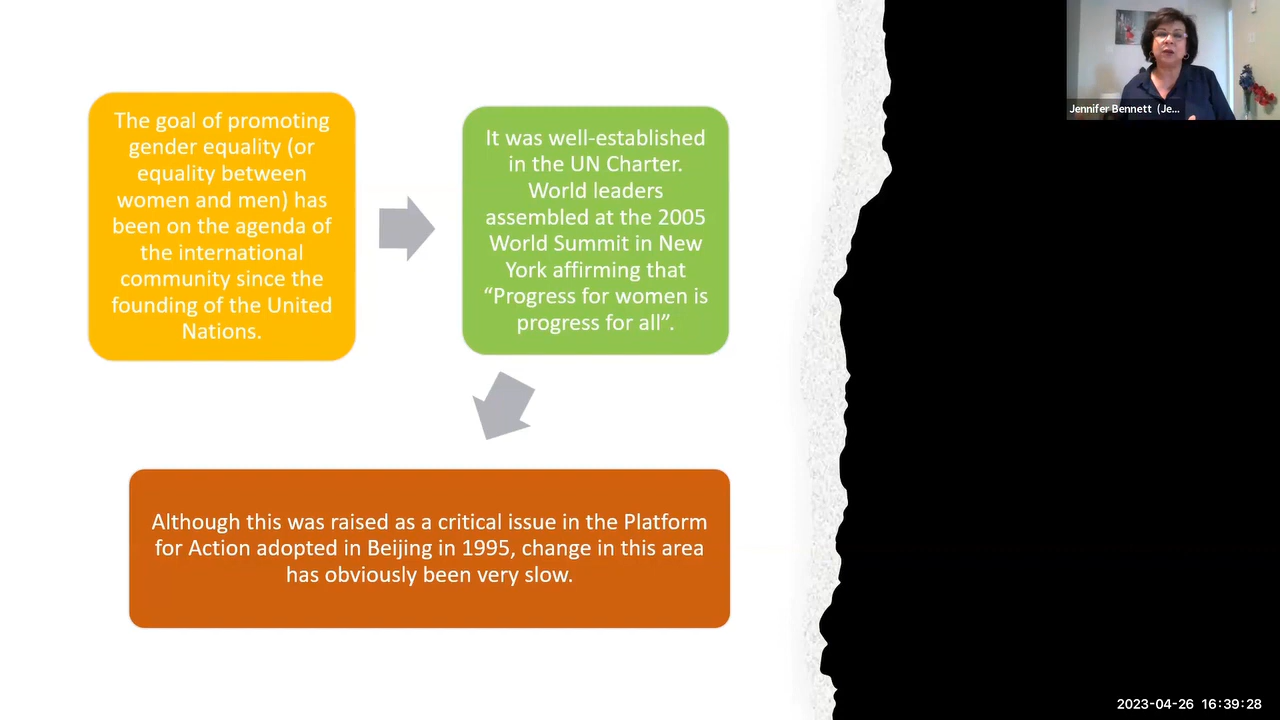 The goal of promoting
gender equality (or
equality between
women and men) has
been on the agenda of
the international
community since the
founding of the United
Nations.
It was well-established
in the UN Charter.
World leaders
assembled at the 2005
World Summit in New
York affirming that
“Progress for women is
progress for all”.
Although this was raised as a critical issue in the Platform
for Action adopted in Beijing in 1995, change in this area
has obviously been very slow.
Jennifer Bennett (Je...
2023-04-26 16:39:28